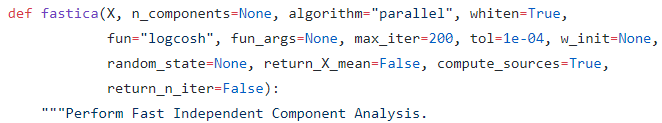 def fastica(X, n_components=None, algorithm="parallel", whiten=True,
            fun="logcosh", fun_args=None, max_iter=200, tol=1e-04, w_init=None,
            random_state=None, return_X_mean=False, compute_sources=True,
            return_n_iter=False):
    """Perform Fast Independent Component Analysis.